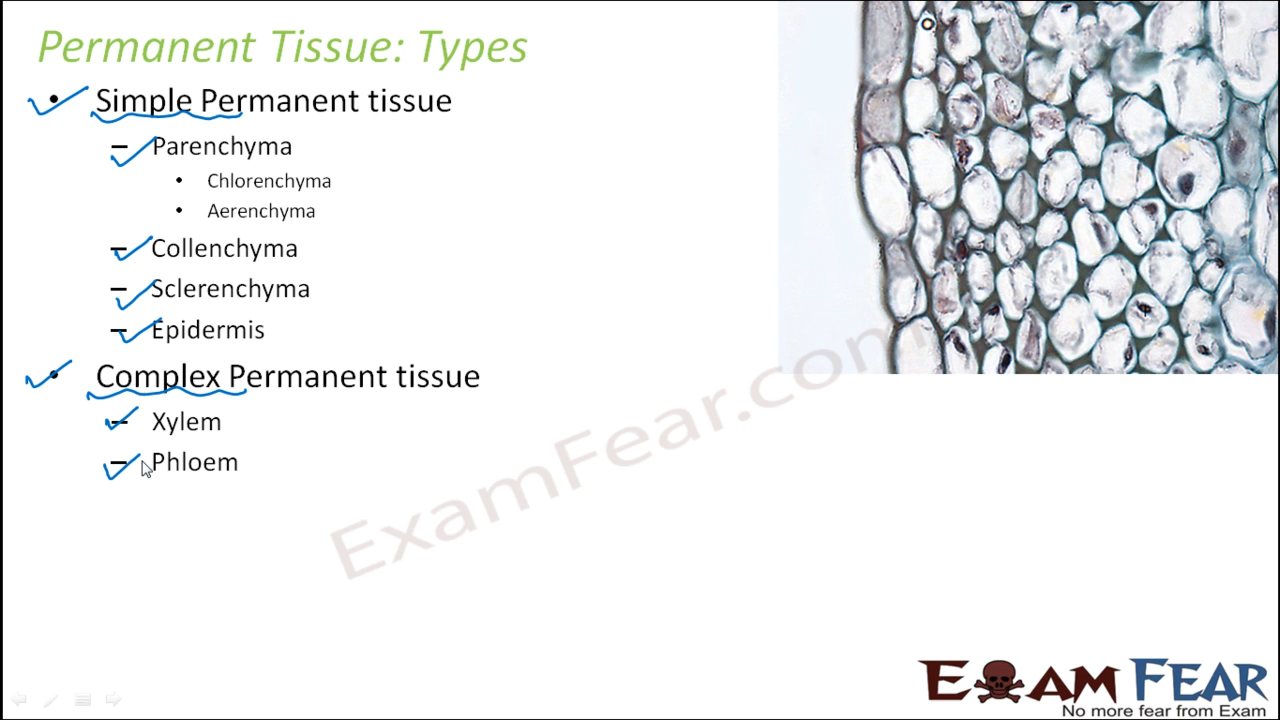 Permanent Tissue: Types
• Simple Permanent tissue
– Parenchyma
• Chlorenchyma
• Aerenchyma
– Collenchyma
– Sclerenchyma
– Epidermis
• Complex Permanent tissue
– Xylem
– Phloem
ExamFear.com
EXAM FEAR
No more fear from Exam